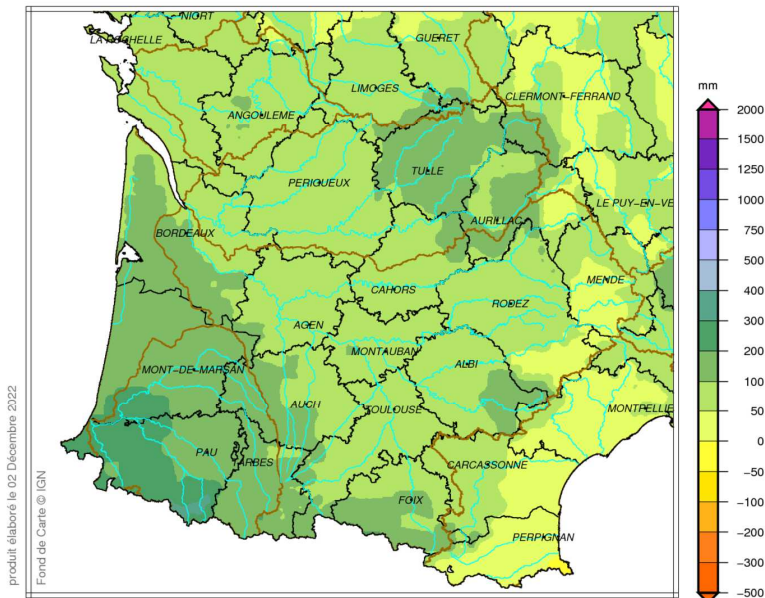 NIORT
LA ROCHELLE
GUERET
LIMOGES
CLERMONT-FERRAND
ANGOULEME
PERIGUEUX
TULLE
LE PUY-EN-VE
AURILLAC
BORDEAUX
MENDE
CAHORS
RODEZ
AGEN
MONTAUBAN
ALBI
MONT-DE-MARSAN
AUCH
TOULOUSE
MONTPELLIE
PAU
TARBES
CARCASSONNE
FOIX
PERPIGNAN
mm
2000
1500
1250
1000
750
500
400
300
200
100
50
0
-50
-100
-200
-300
-500
produit élaboré le 02 Décembre 2022
Fond de Carte © IGN